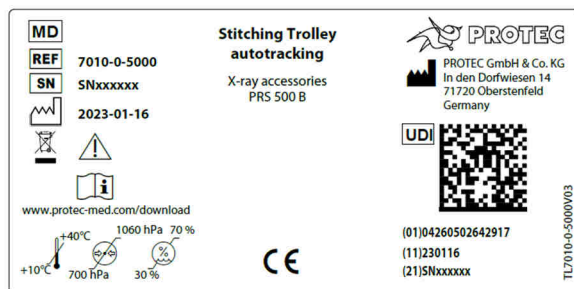 MD
REF 7010-0-5000
SN SNxxxxxx
2023-01-16
www.protec-med.com/download
+40°C
+10°C
1060 hPa
700 hPa
70 %
%
30 %
Stitching Trolley
autotracking
X-ray accessories
PRS 500 B
CE
PROTEC
PROTEC GmbH & Co. KG
In den Dorfwiesen 14
71720 Oberstenfeld
Germany
UDI
(01)04260502642917
(11)230116
(21)SNxxxxxx
TL7010-0-0-5000V03